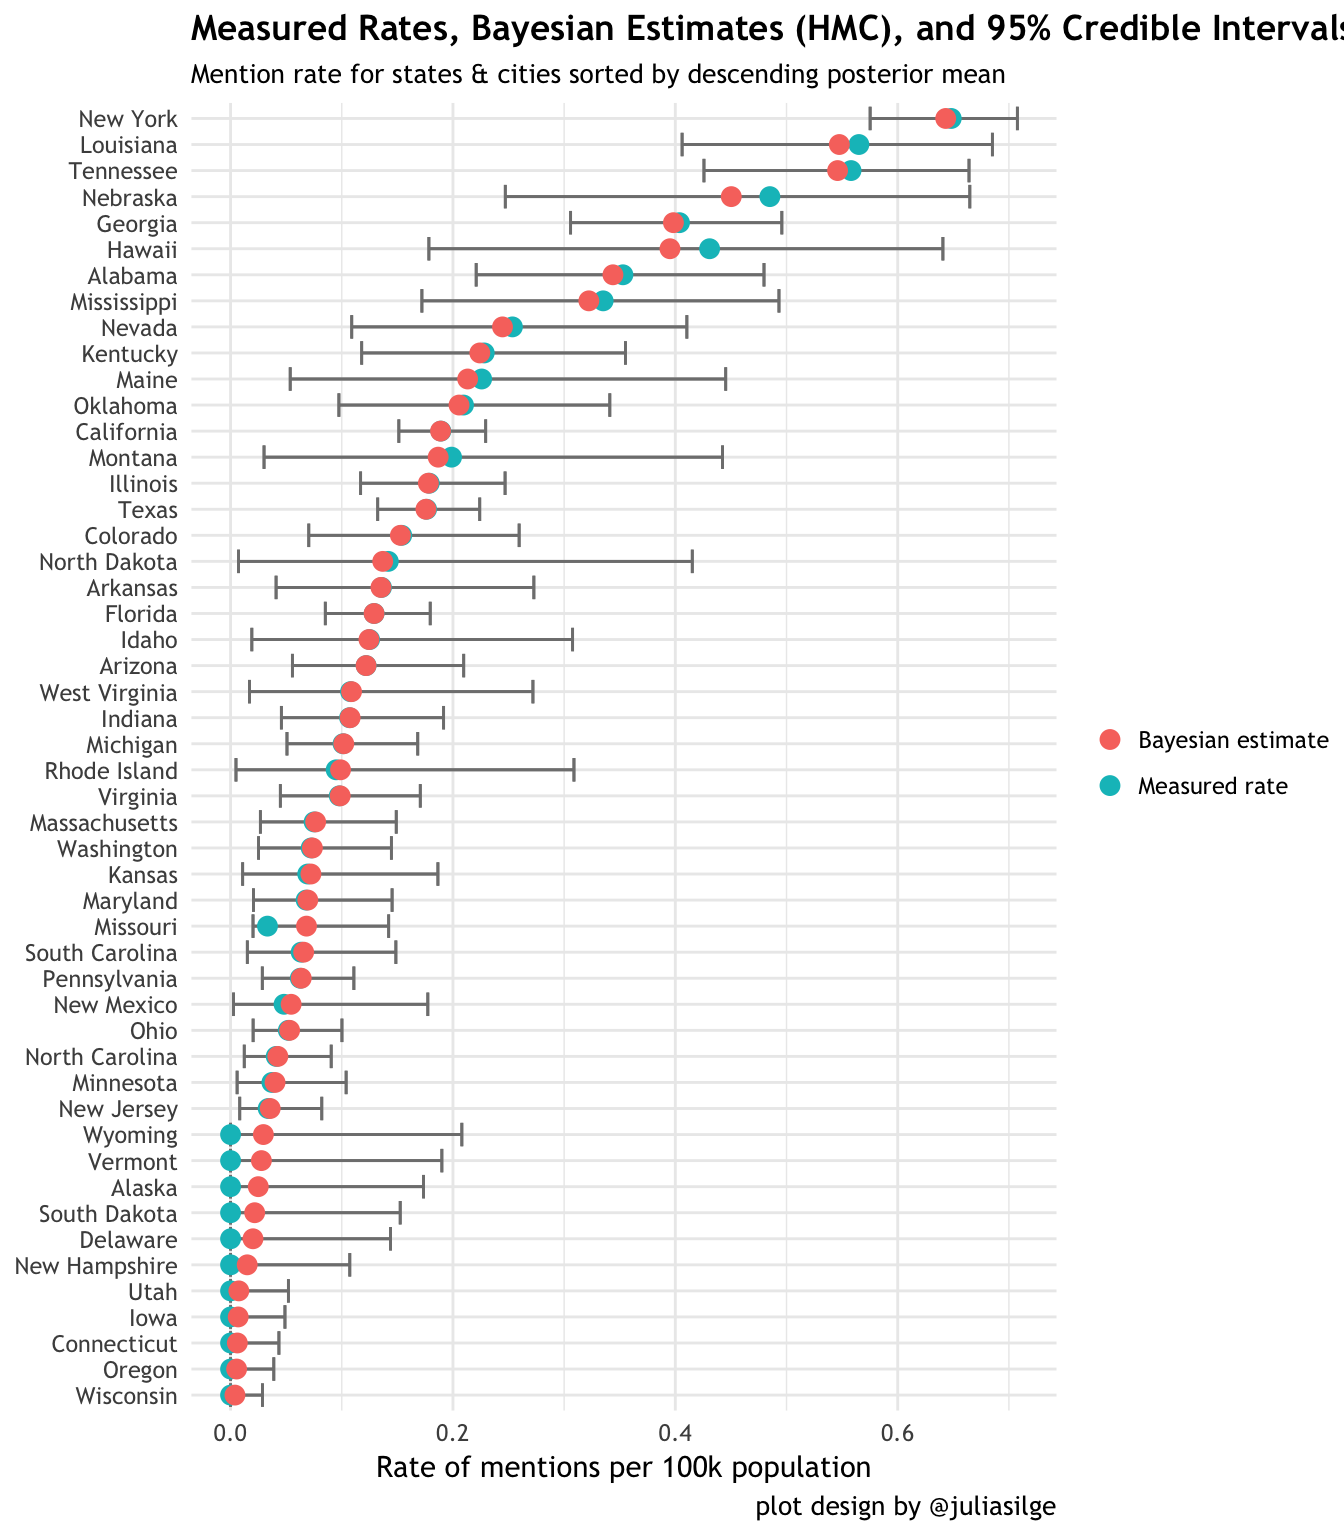 Measured Rates, Bayesian Estimates (HMC), and 95% Credible Intervals
Mention rate for states & cities sorted by descending posterior mean
New York
Louisiana
Tennessee
Nebraska
Georgia
Hawaii
Alabama
Mississippi
Nevada
Kentucky
Maine
Oklahoma
California
Montana
Illinois
Texas
Colorado
North Dakota
Arkansas
Florida
Idaho
Arizona
West Virginia
Indiana
Michigan
Rhode Island
Virginia
Massachusetts
Washington
Kansas
Maryland
Missouri
South Carolina
Pennsylvania
New Mexico
Ohio
North Carolina
Minnesota
New Jersey
Wyoming
Vermont
Alaska
South Dakota
Delaware
New Hampshire
Utah
Iowa
Connecticut
Oregon
Wisconsin
Bayesian estimate
Measured rate
0.0 0.2 0.4 0.6
Rate of mentions per 100k population
plot design by @juliasilge